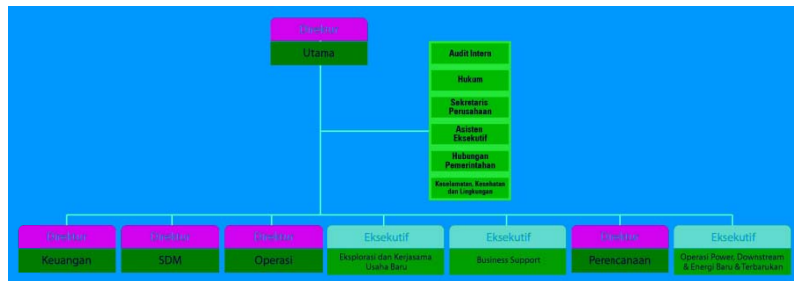 Direktur
Utama
Audit Intern
Hukum
Sekretaris
Perusahaan
Asisten
Eksekutif
Hubungan
Pemerintahan
Keselamatan, Kesehatan
dan Lingkungan
Direktur
Keuangan
Direktur
SDM
Direktur
Operasi
Eksekutif
Eksplorasi dan Kerjasama
Usaha Baru
Eksekutif
Business Support
Direktur
Perencanaan
Eksekutif
Operasi Power, Downstream
& Energi Baru & Terbarukan